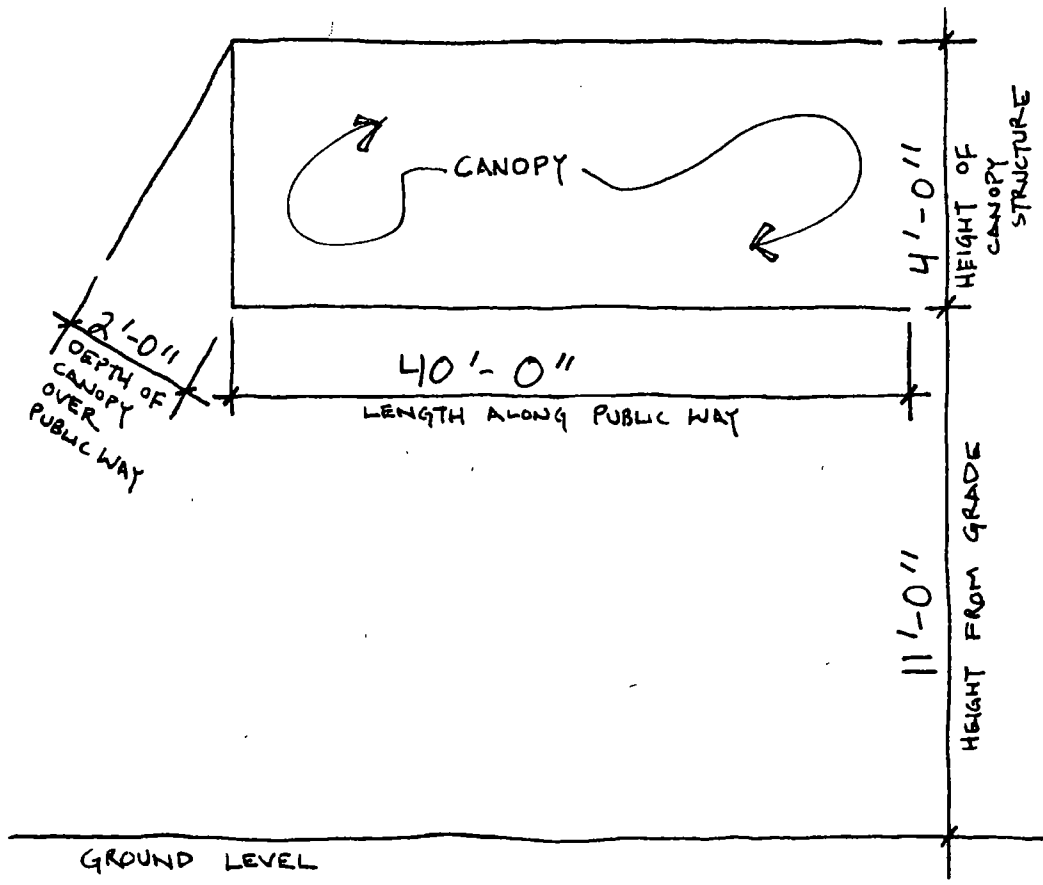 CANOPY
4'-0"
HEIGHT OF
CANOPY
STRUCTURE
2'-0"
DEPTH OF
CANOPY
OVER
PUBLIC WAY
40'-0"
LENGTH ALONG PUBLIC WAY
11'-0"
HEIGHT FROM GRADE
GROUND LEVEL